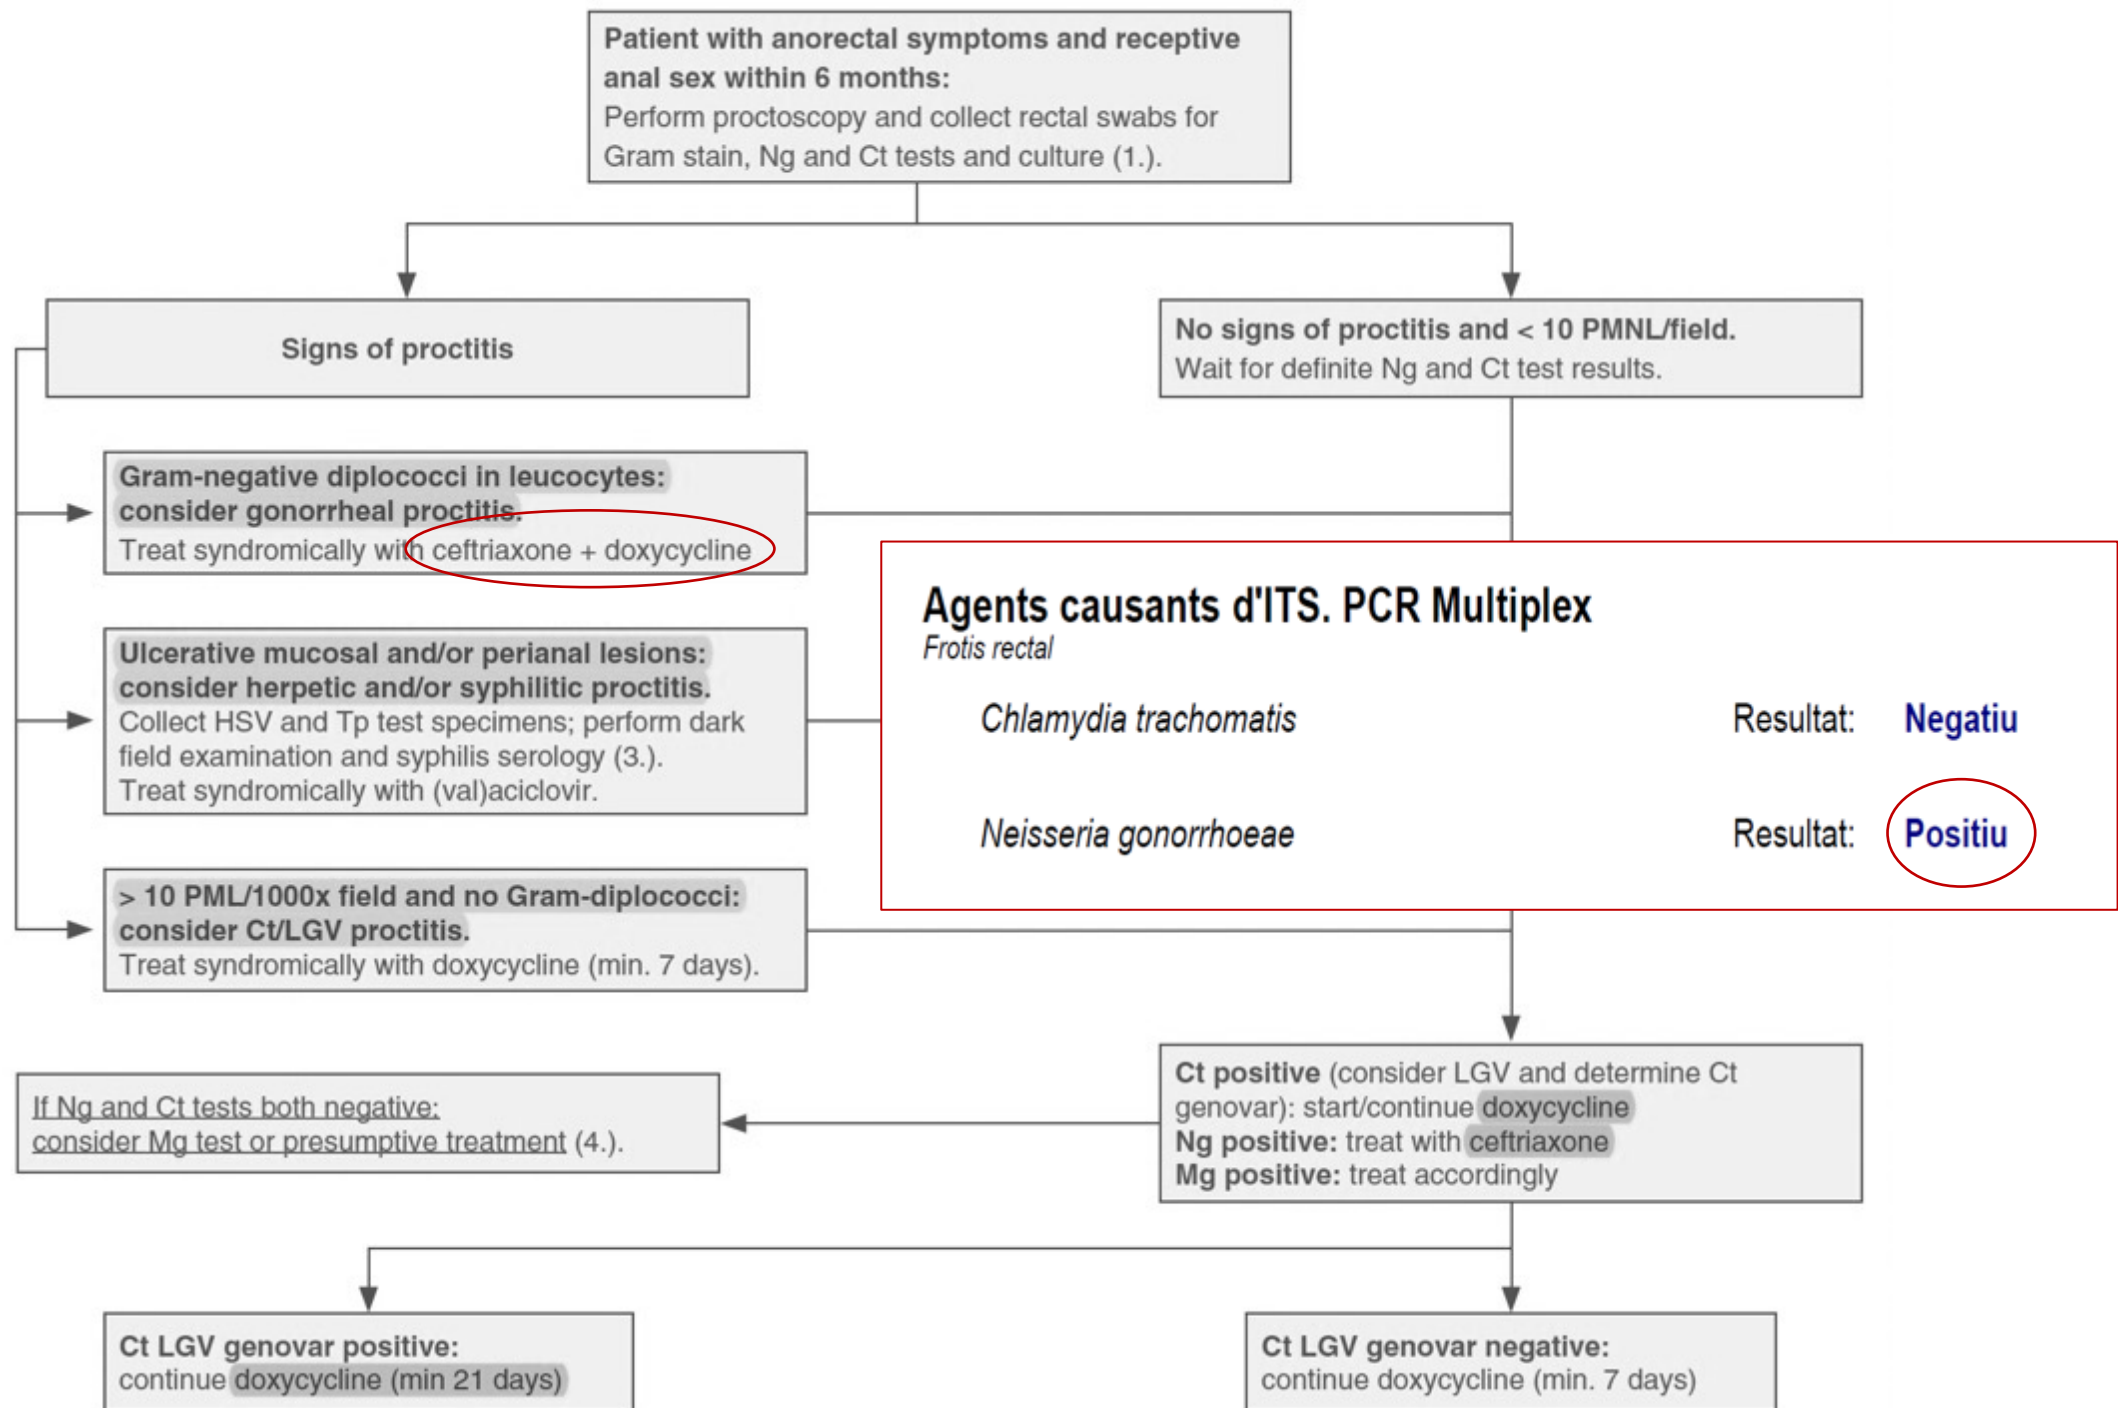 Patient with anorectal symptoms and receptive
anal sex within 6 months:
Perform proctoscopy and collect rectal swabs for
Gram stain, Ng and Ct tests and culture (1.).
Signs of proctitis
No signs of proctitis and < 10 PMNL/field.
Wait for definite Ng and Ct test results.
Gram-negative diplococci in leucocytes:
consider gonorrheal proctitis.
Treat syndromically with ceftriaxone + doxycycline
Agents causants d'ITS. PCR Multiplex
Frotis rectal
Chlamydia trachomatis Resultat: Negatiu
Neisseria gonorrhoeae Resultat: Positiu
Ulcerative mucosal and/or perianal lesions:
consider herpetic and/or syphilitic proctitis.
Collect HSV and Tp test specimens; perform dark
field examination and syphilis serology (3.).
Treat syndromically with (val)aciclovir.
> 10 PML/1000x field and no Gram-diplococci:
consider Ct/LGV proctitis.
Treat syndromically with doxycycline (min. 7 days).
Ct positive (consider LGV and determine Ct
genovar): start/continue doxycycline
Ng positive: treat with ceftriaxone
Mg positive: treat accordingly
If Ng and Ct tests both negative:
consider Mg test or presumptive treatment (4.).
Ct LGV genovar positive:
continue doxycycline (min 21 days)
Ct LGV genovar negative:
continue doxycycline (min. 7 days)